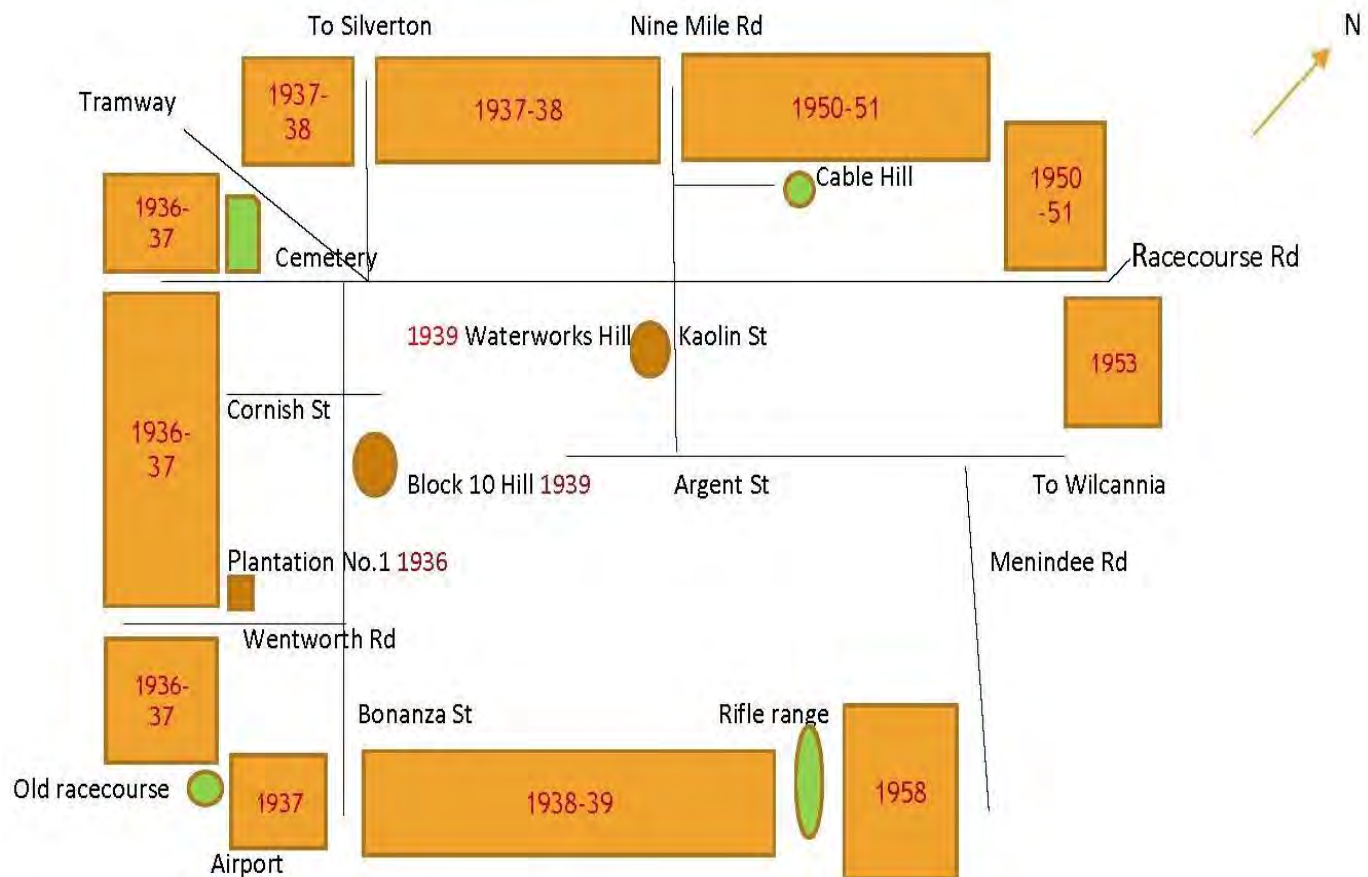 To Silverton
Nine Mile Rd
N
Tramway
1937-
38
1937-38
1950-51
1936-
37
Cemetery
Cable Hill
1950
-51
Racecourse Rd
1939 Waterworks Hill
Kaolin St
1953
1936-
37
Cornish St
Block 10 Hill 1939
Argent St
To Wilcannia
Plantation No.1 1936
Menindee Rd
Wentworth Rd
1936-
37
Bonanza St
Rifle range
Old racecourse
1937
1938-39
1958
Airport